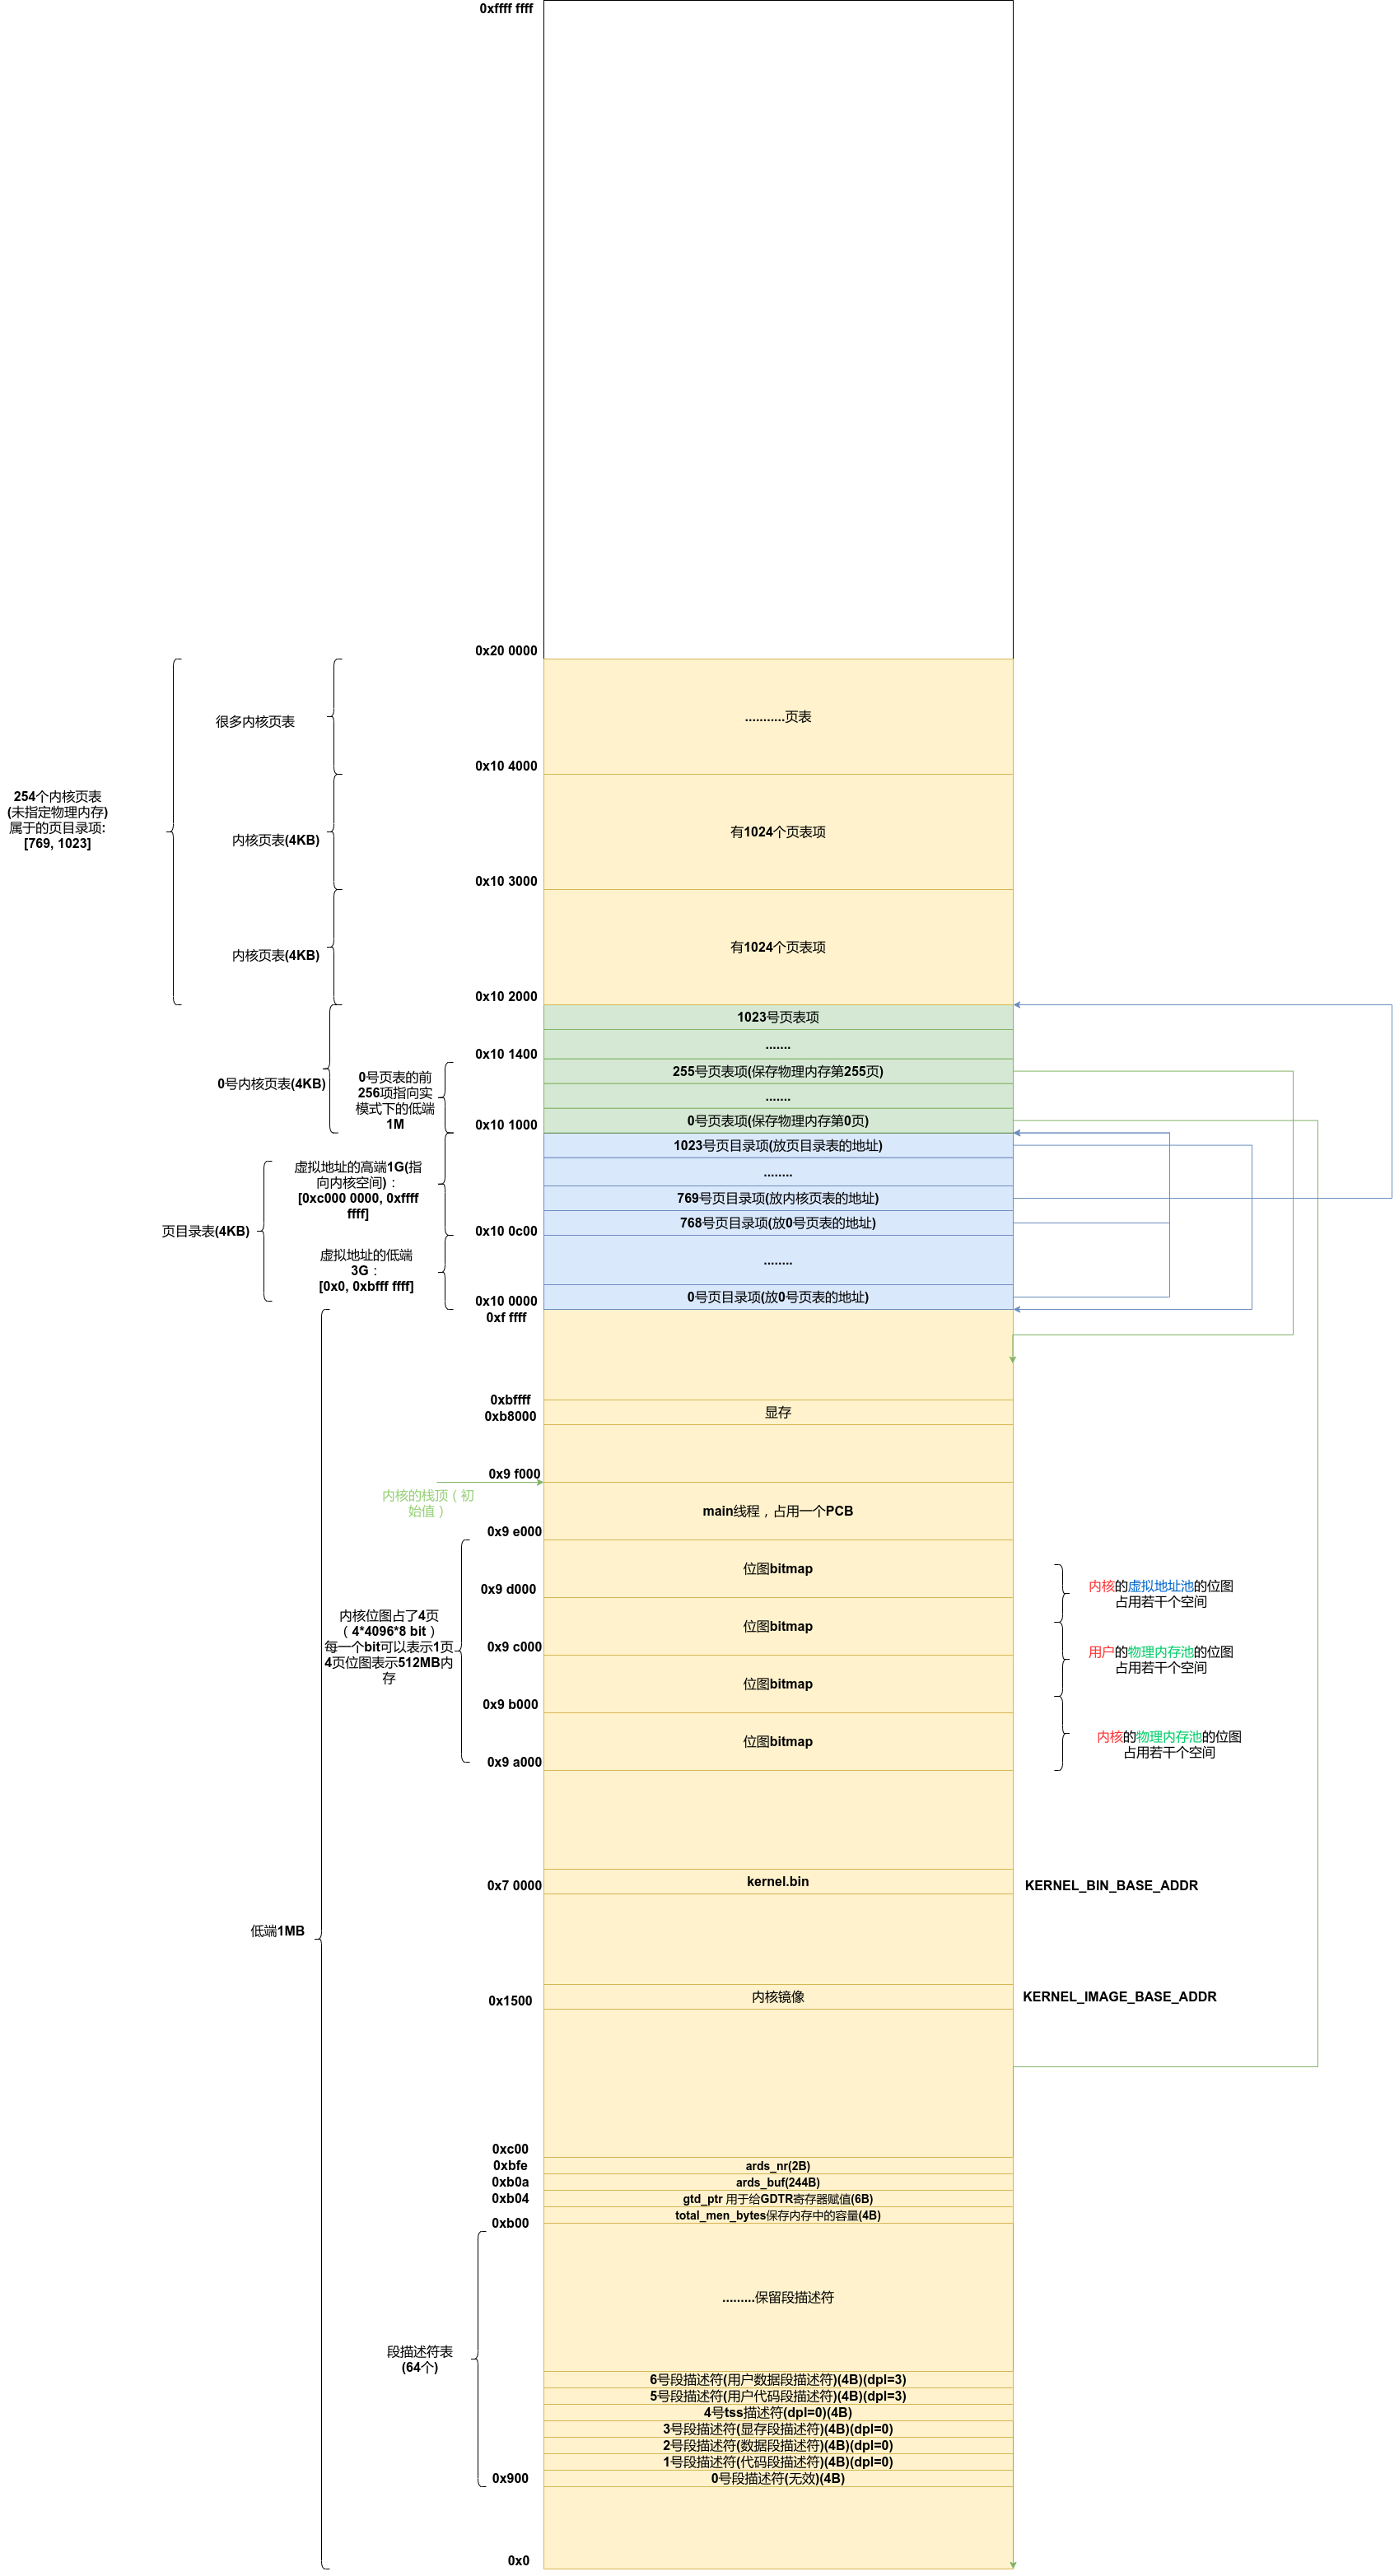 0xffff ffff
0x20 0000
...........页表
很多内核页表
0x10 4000
254个内核页表
(未指定物理内存)
属于的页目录项:
[769, 1023]
有1024个页表项
内核页表(4KB)
0x10 3000
有1024个页表项
内核页表(4KB)
0x10 2000
1023号页表项
.......
0x10 1400
255号页表项(保存物理内存第255页)
.......
0号页表项(保存物理内存第0页)
0号内核页表(4KB)
0号页表的前
256项指向实
模式下的低端
1M
0x10 1000
1023号页目录项(放页目录表的地址)
........
769号页目录项(放内核页表的地址)
768号页目录项(放0号页表的地址)
虚拟地址的高端1G(指
向内核空间)：
[0xc000 0000, 0xffff
ffff]
页目录表(4KB)
0x10 0c00
........
虚拟地址的低端
3G：
[0x0, 0xbfff ffff]
0号页目录项(放0号页表的地址)
0x10 0000
0xf ffff
0xbffff
0xb8000
显存
0x9 f000
内核的栈顶（初
始值）
main线程，占用一个PCB
0x9 e000
位图bitmap
0x9 d000
位图bitmap
0x9 c000
位图bitmap
0x9 b000
位图bitmap
0x9 a000
内核位图占了4页
（4*4096*8 bit）
每一个bit可以表示1页
4页位图表示512MB内
存
内核的虚拟地址池的位图
占用若干个空间
用户的物理内存池的位图
占用若干个空间
内核的物理内存池的位图
占用若干个空间
0x7 0000
kernel.bin
KERNEL_BIN_BASE_ADDR
低端1MB
0x1500
内核镜像
KERNEL_IMAGE_BASE_ADDR
0xc00
0xbfe
ards_nr(2B)
0xb0a
ards_buf(244B)
0xb04
gtd_ptr 用于给GDTR寄存器赋值(6B)
total_men_bytes保存内存中的容量(4B)
0xb00
.........保留段描述符
段描述符表
(64个)
6号段描述符(用户数据段描述符)(4B)(dpl=3)
5号段描述符(用户代码段描述符)(4B)(dpl=3)
4号tss描述符(dpl=0)(4B)
3号段描述符(显存段描述符)(4B)(dpl=0)
2号段描述符(数据段描述符)(4B)(dpl=0)
1号段描述符(代码段描述符)(4B)(dpl=0)
0x900
0号段描述符(无效)(4B)
0x0